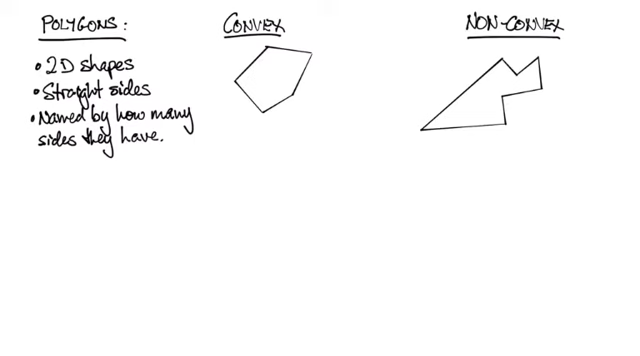 POLYGONS:
• 2D shapes
• Straight sides
• Named by how many
sides they have.
CONVEX
NON-CONVEX